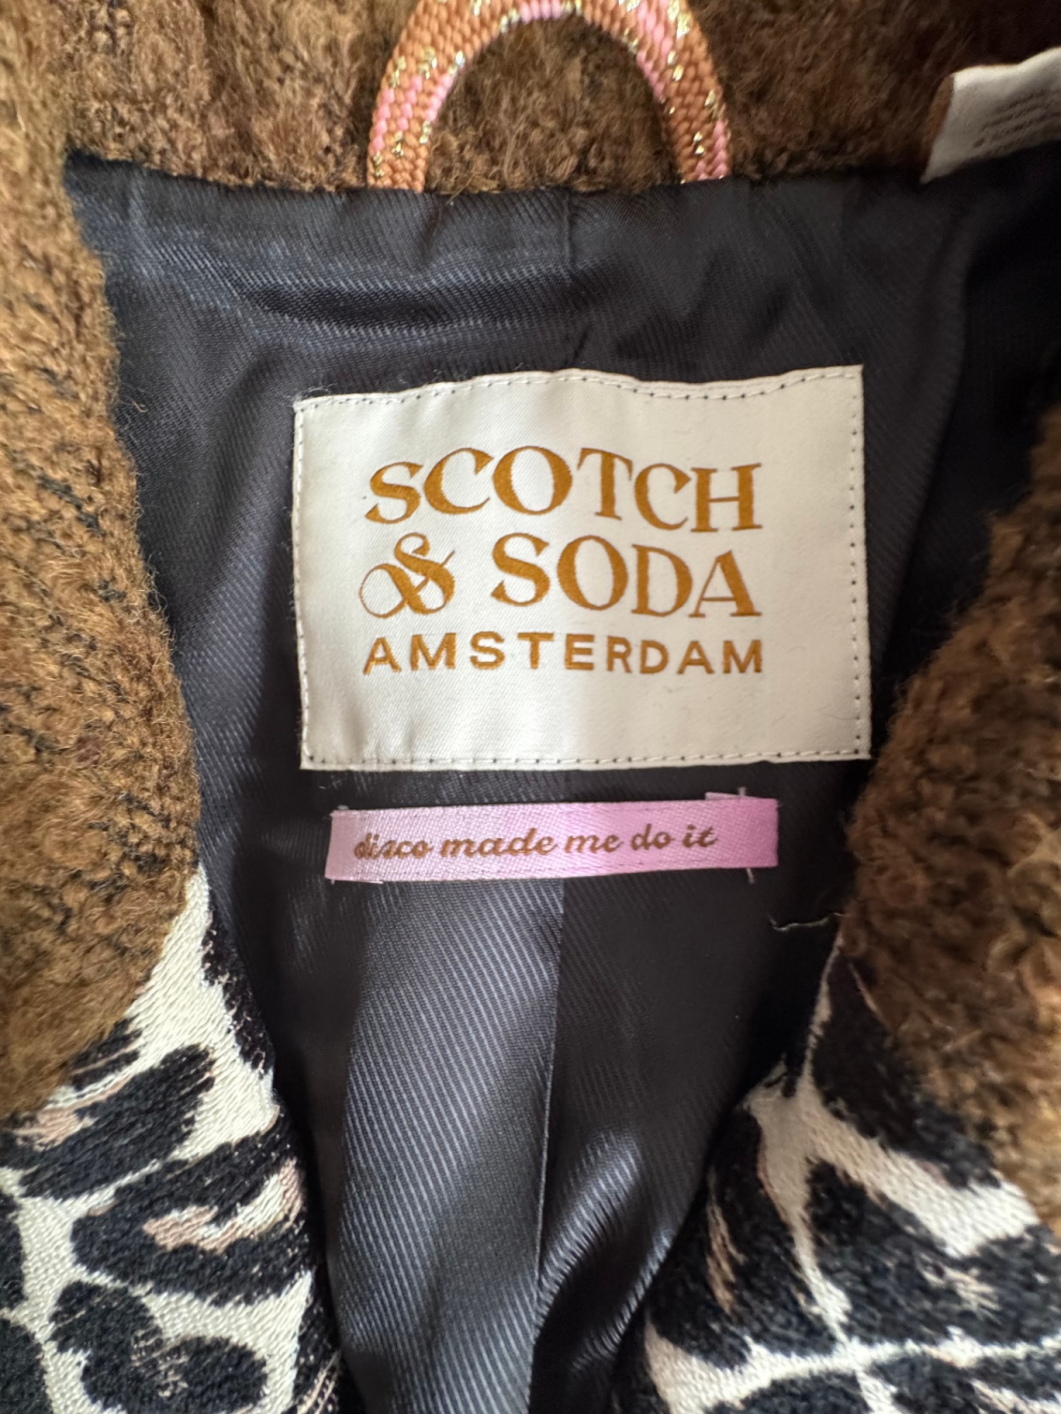 SCOTCH
& SODA
AMSTERDAM
disco made me do it